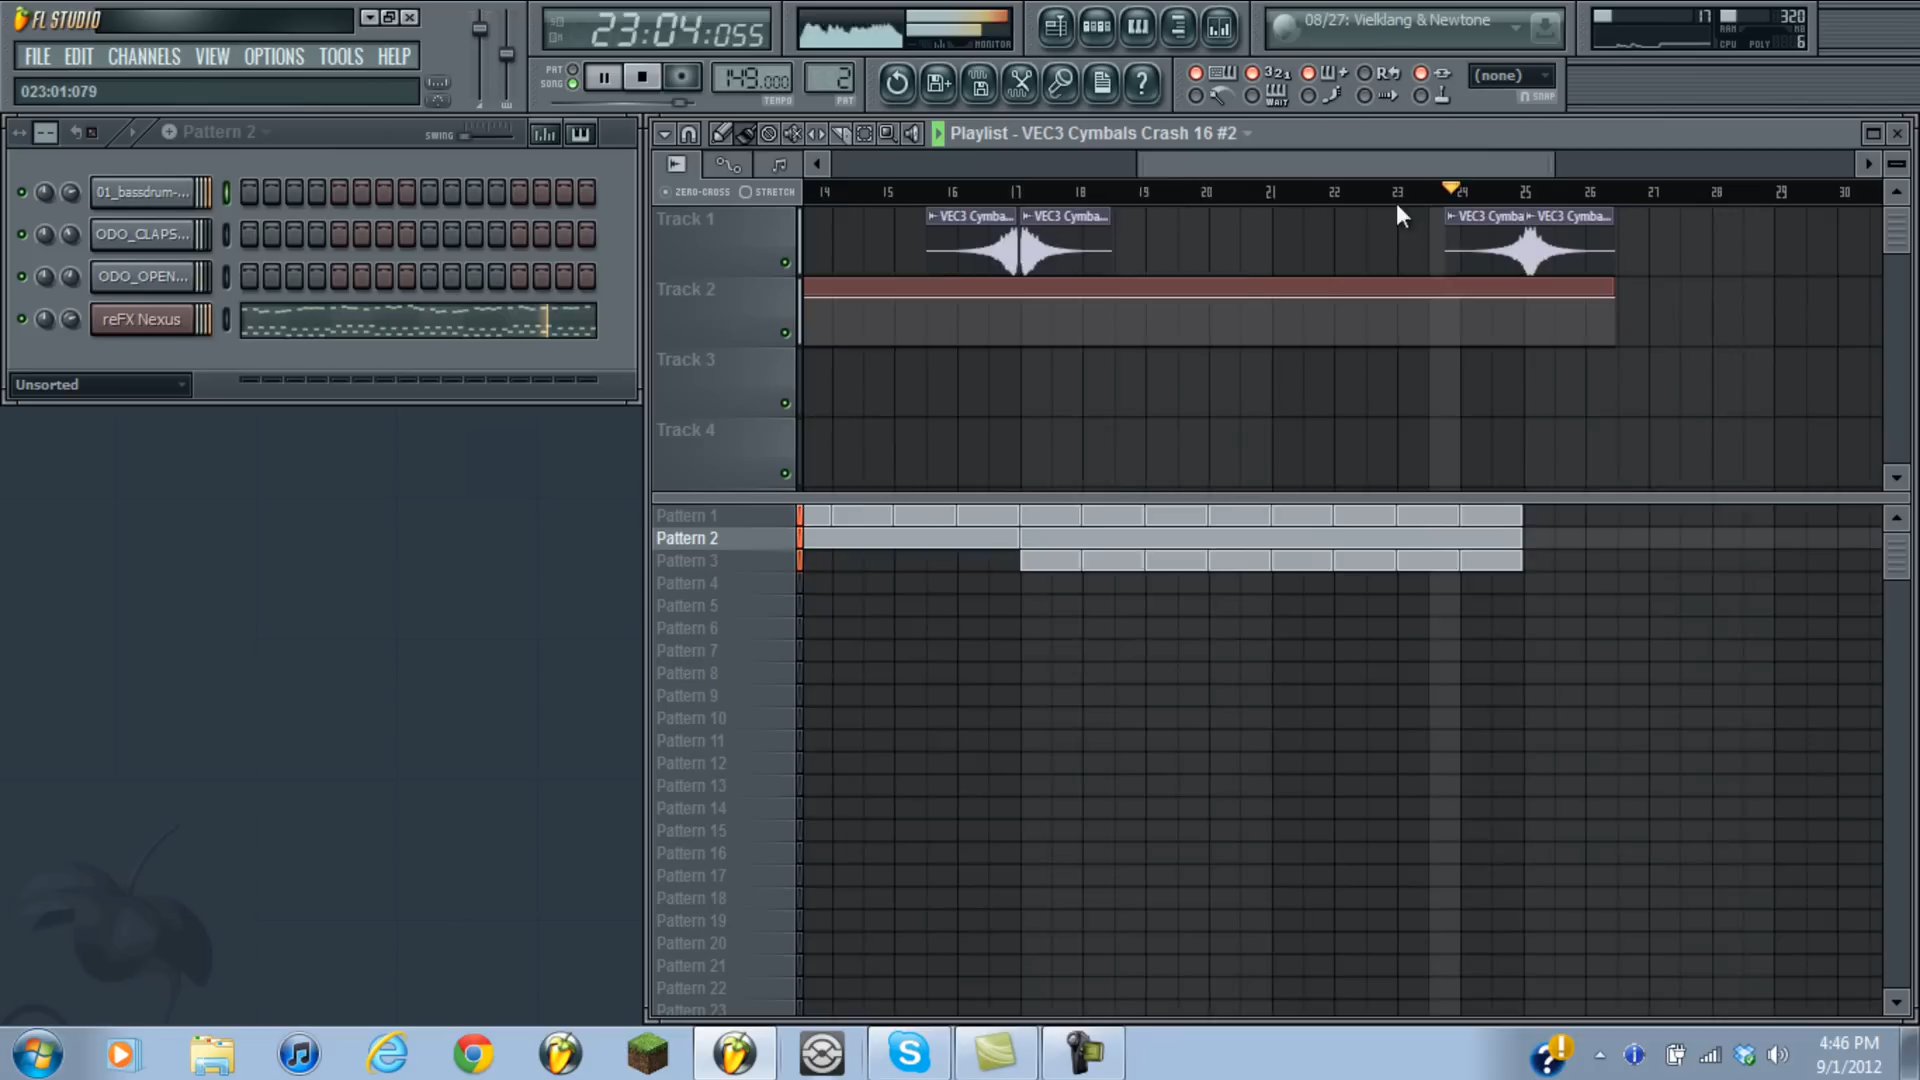 FL STUDIO
FILE EDIT CHANNELS VIEW OPTIONS TOOLS HELP
023:01:079
23:04:055
MONITOR
PAT
SONG
149.000
TEMPO
2
PAT
08/27: Vielklang & Newtone
17
RAM
CPU
320
POLY
6
3 2 1
WAIT
(none)
SNAP
Pattern 2
SWING
01_bassdrum-...
ODO_CLAPS...
ODO_OPEN...
reFX Nexus
Unsorted
Playlist - VEC3 Cymbals Crash 16 #2
ZERO-CROSS STRETCH
14 15 16 17 18 19 20 21 22 23 24 25 26 27 28 29 30
Track 1
VEC3 Cymba... VEC3 Cymba... VEC3 Cymba VEC3 Cymba...
Track 2
Track 3
Track 4
Pattern 1
Pattern 2
Pattern 3
Pattern 4
Pattern 5
Pattern 6
Pattern 7
Pattern 8
Pattern 9
Pattern 10
Pattern 11
Pattern 12
Pattern 13
Pattern 14
Pattern 15
Pattern 16
Pattern 17
Pattern 18
Pattern 19
Pattern 20
Pattern 21
Pattern 22
Pattern 23
4:46 PM
9/1/2012